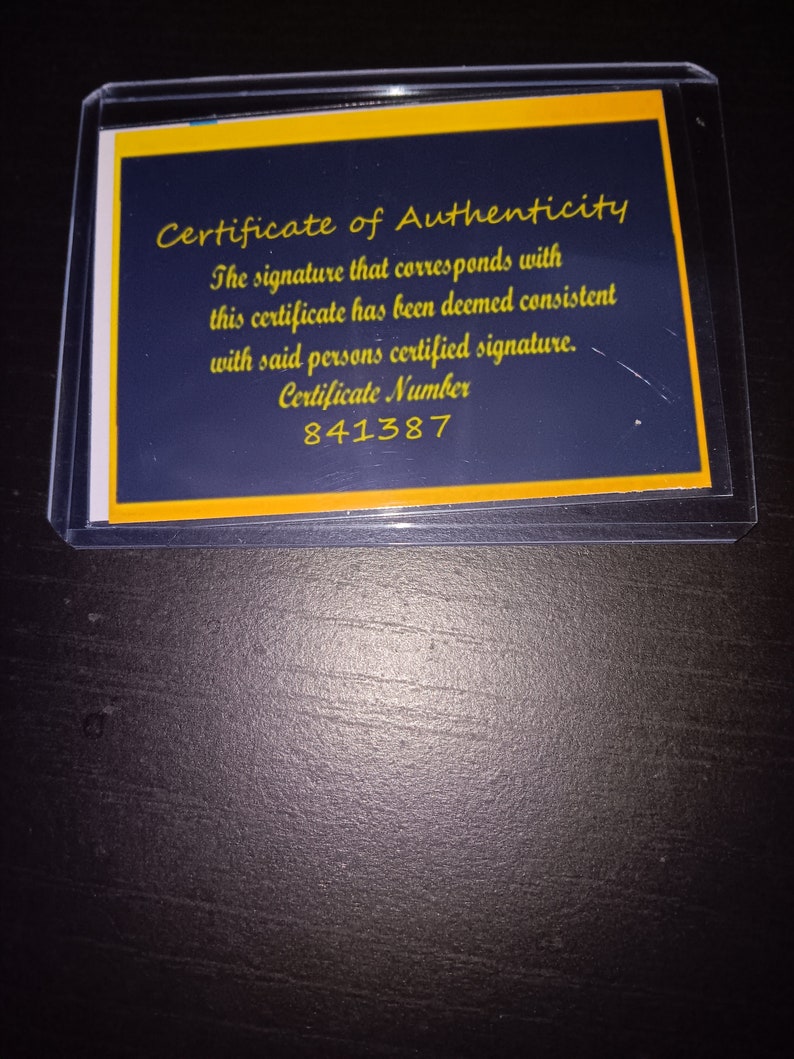 Certificate of Authenticity
The signature that corresponds with
this certificate has been deemed consistent
with said persons certified signature.
Certificate Number
841387